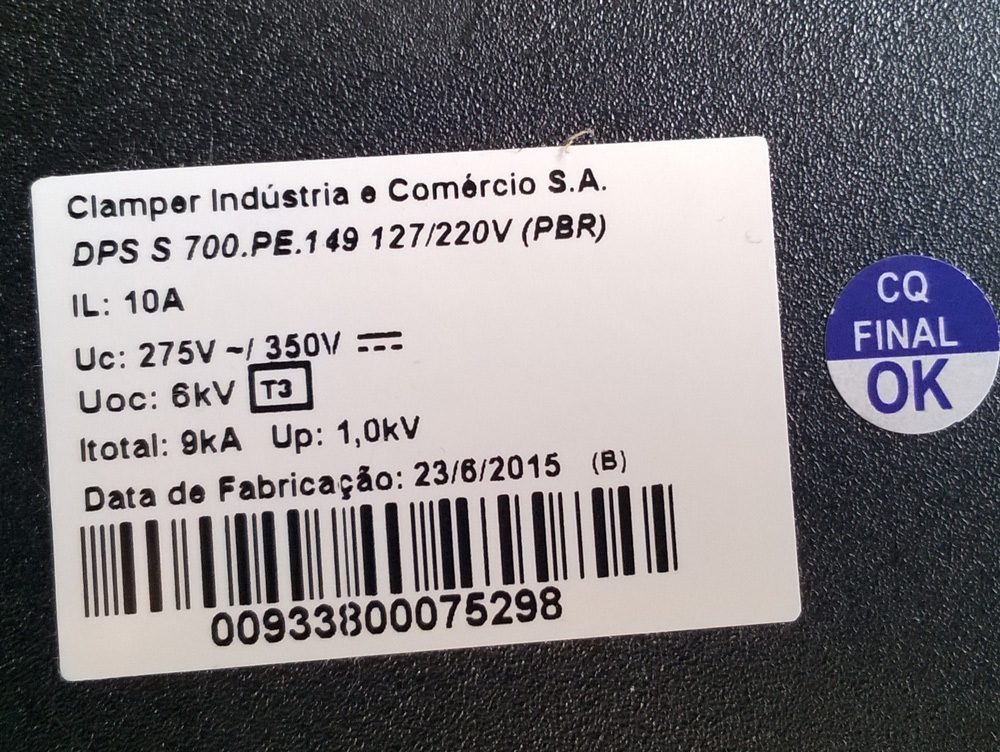 Clamper Indústria e Comércio S.A.
DPS S 700.PE.149 127/220V (PBR)
IL: 10A
Uc: 275V ~/ 350V ⎓
Uoc: 6kV T3
Itotal: 9kA Up: 1,0kV
Data de Fabricação: 23/6/2015 (B)
00933800075298
CQ
FINAL
OK